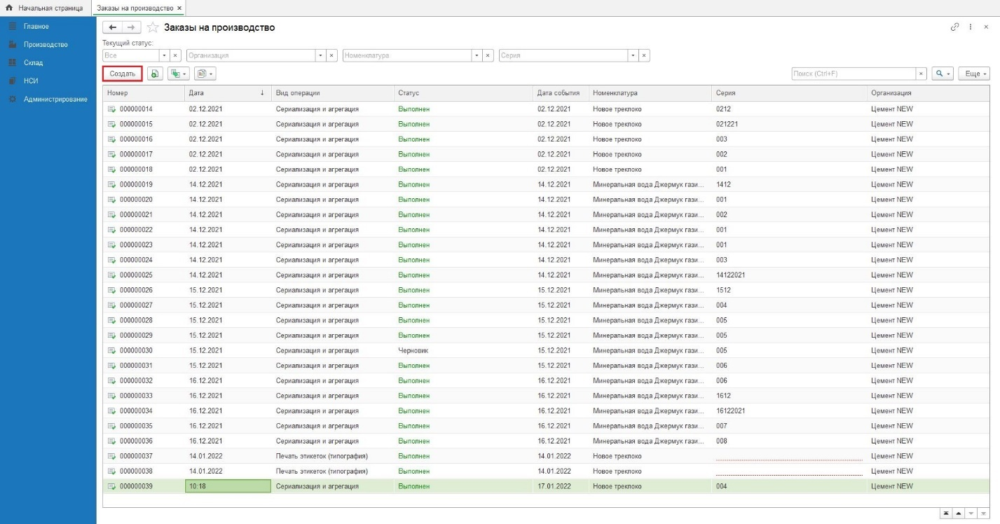 Начальная страница Заказы на производство ×
Главное
Производство
Склад
НСИ
Администрирование
Заказы на производство
Текущий статус:
Все Организация Номенклатура Серия
Создать Поиск (Ctrl+F) Еще
Номер Дата ↓ Вид операции Статус Дата события Номенклатура Серия Организация
000000014 02.12.2021 Сериализация и агрегация Выполнен 02.12.2021 Новое треклоко 0212 Цемент NEW
000000015 02.12.2021 Сериализация и агрегация Выполнен 02.12.2021 Новое треклоко 021221 Цемент NEW
000000016 02.12.2021 Сериализация и агрегация Выполнен 02.12.2021 Новое треклоко 003 Цемент NEW
000000017 02.12.2021 Сериализация и агрегация Выполнен 02.12.2021 Новое треклоко 002 Цемент NEW
000000018 02.12.2021 Сериализация и агрегация Выполнен 02.12.2021 Новое треклоко 001 Цемент NEW
000000019 14.12.2021 Сериализация и агрегация Выполнен 14.12.2021 Минеральная вода Джермук гази... 1412 Цемент NEW
000000020 14.12.2021 Сериализация и агрегация Выполнен 14.12.2021 Минеральная вода Джермук гази... 001 Цемент NEW
000000021 14.12.2021 Сериализация и агрегация Выполнен 14.12.2021 Минеральная вода Джермук гази... 002 Цемент NEW
000000022 14.12.2021 Сериализация и агрегация Выполнен 14.12.2021 Минеральная вода Джермук гази... 001 Цемент NEW
000000023 14.12.2021 Сериализация и агрегация Выполнен 14.12.2021 Минеральная вода Джермук гази... 001 Цемент NEW
000000024 14.12.2021 Сериализация и агрегация Выполнен 14.12.2021 Минеральная вода Джермук гази... 003 Цемент NEW
000000025 14.12.2021 Сериализация и агрегация Выполнен 14.12.2021 Минеральная вода Джермук гази... 14122021 Цемент NEW
000000026 15.12.2021 Сериализация и агрегация Выполнен 15.12.2021 Минеральная вода Джермук гази... 1512 Цемент NEW
000000027 15.12.2021 Сериализация и агрегация Выполнен 15.12.2021 Минеральная вода Джермук гази... 004 Цемент NEW
000000028 15.12.2021 Сериализация и агрегация Выполнен 15.12.2021 Минеральная вода Джермук гази... 005 Цемент NEW
000000029 15.12.2021 Сериализация и агрегация Выполнен 15.12.2021 Минеральная вода Джермук гази... 005 Цемент NEW
000000030 15.12.2021 Сериализация и агрегация Черновик 15.12.2021 Минеральная вода Джермук гази... 005 Цемент NEW
000000031 15.12.2021 Сериализация и агрегация Выполнен 15.12.2021 Минеральная вода Джермук гази... 006 Цемент NEW
000000032 16.12.2021 Сериализация и агрегация Выполнен 16.12.2021 Минеральная вода Джермук гази... 006 Цемент NEW
000000033 16.12.2021 Сериализация и агрегация Выполнен 16.12.2021 Минеральная вода Джермук гази... 1612 Цемент NEW
000000034 16.12.2021 Сериализация и агрегация Выполнен 16.12.2021 Минеральная вода Джермук гази... 16122021 Цемент NEW
000000035 16.12.2021 Сериализация и агрегация Выполнен 16.12.2021 Минеральная вода Джермук гази... 007 Цемент NEW
000000036 16.12.2021 Сериализация и агрегация Выполнен 16.12.2021 Минеральная вода Джермук гази... 008 Цемент NEW
000000037 14.01.2022 Печать этикеток (типография) Выполнен 14.01.2022 Новое треклоко Цемент NEW
000000038 14.01.2022 Печать этикеток (типография) Выполнен 14.01.2022 Новое треклоко Цемент NEW
000000039 10:18 Сериализация и агрегация Выполнен 17.01.2022 Новое треклоко 004 Цемент NEW